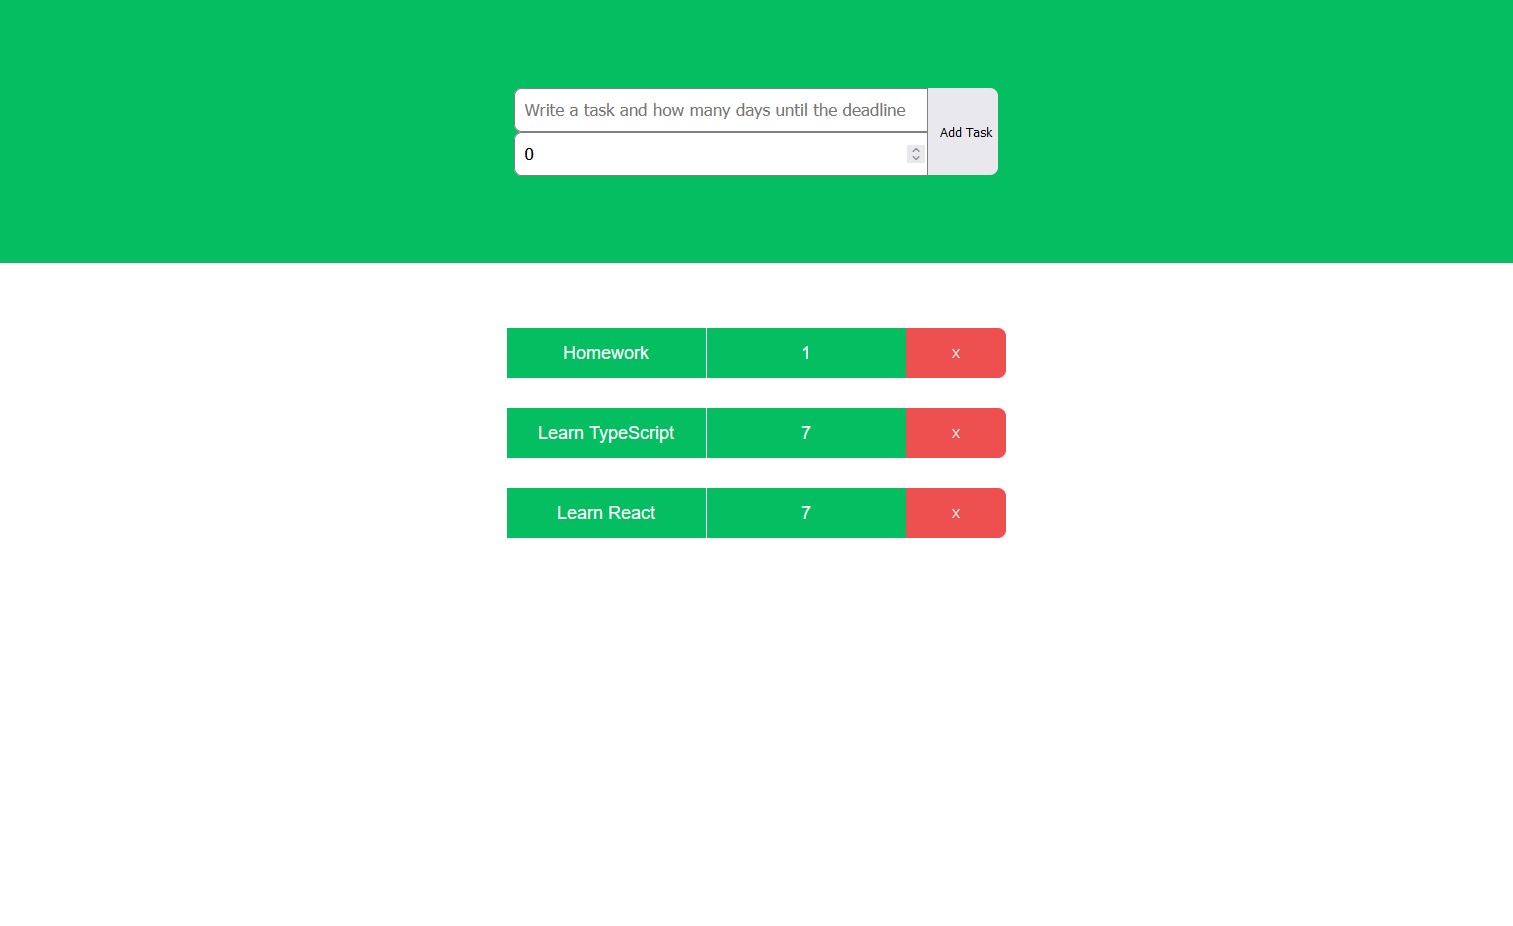 Write a task and how many days until the deadline
Add Task
0
Homework 1 x
Learn TypeScript 7 x
Learn React 7 x